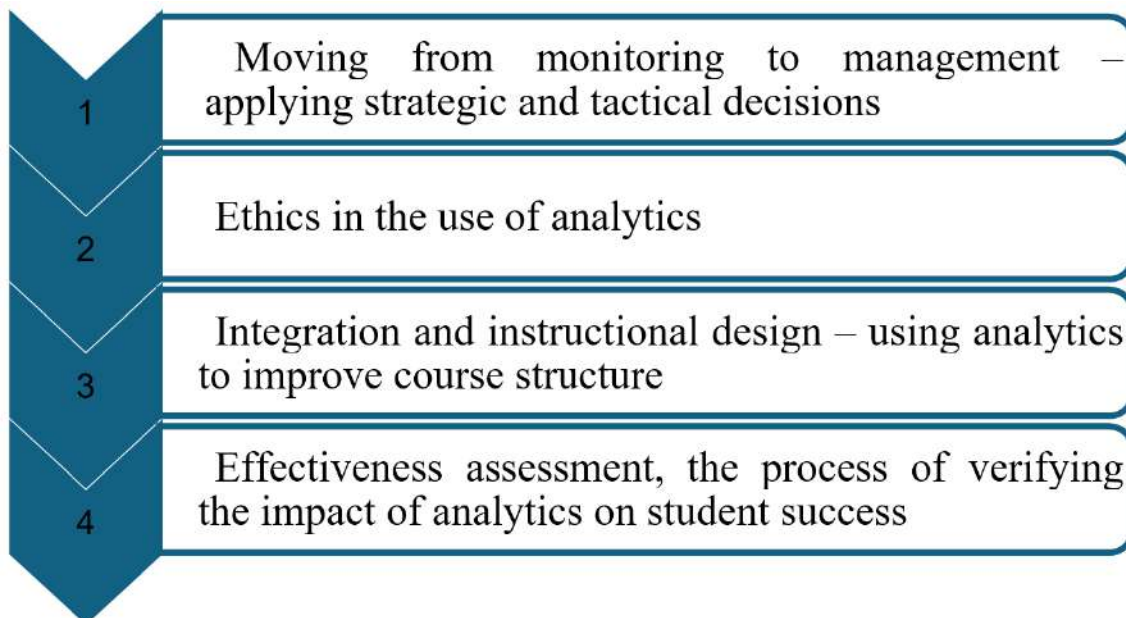 1
Moving from monitoring to management –
applying strategic and tactical decisions
2
Ethics in the use of analytics
3
Integration and instructional design – using analytics
to improve course structure
4
Effectiveness assessment, the process of verifying
the impact of analytics on student success